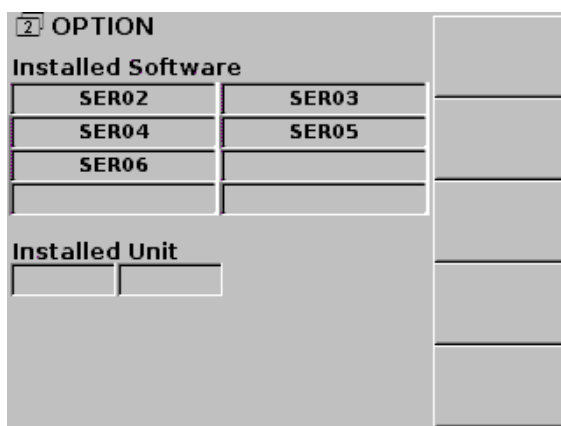 2 OPTION
Installed Software
SER02 SER03
SER04 SER05
SER06
Installed Unit